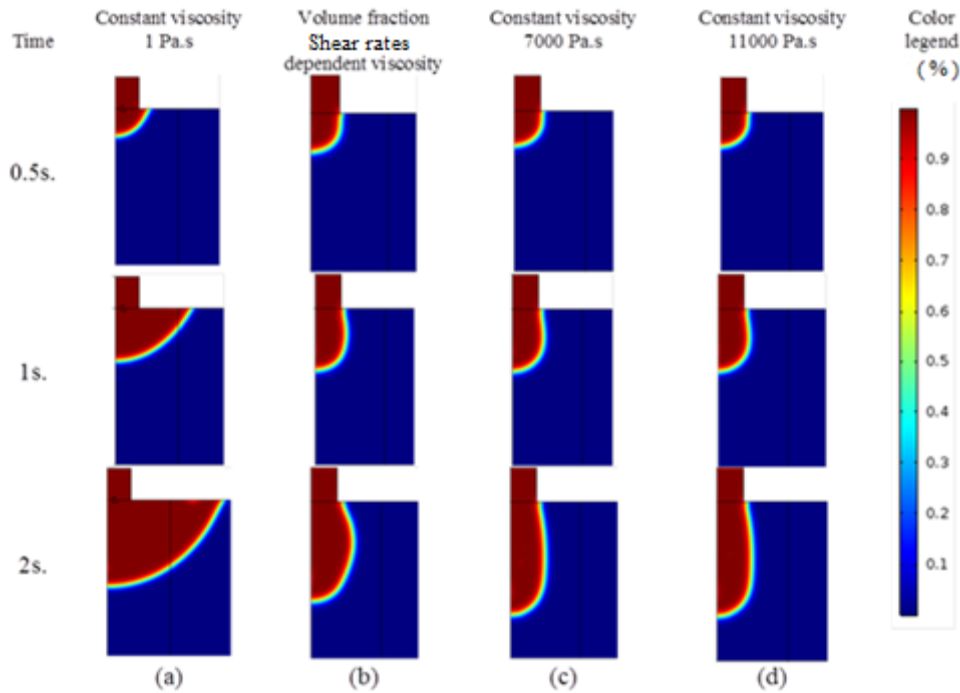 Time
Constant viscosity
1 Pa.s
Volume fraction
Shear rates
dependent viscosity
Constant viscosity
7000 Pa.s
Constant viscosity
11000 Pa.s
Color
legend
(%)
0.5s.
1s.
2s.
0.9
0.8
0.7
0.6
0.5
0.4
0.3
0.2
0.1
(a)
(b)
(c)
(d)